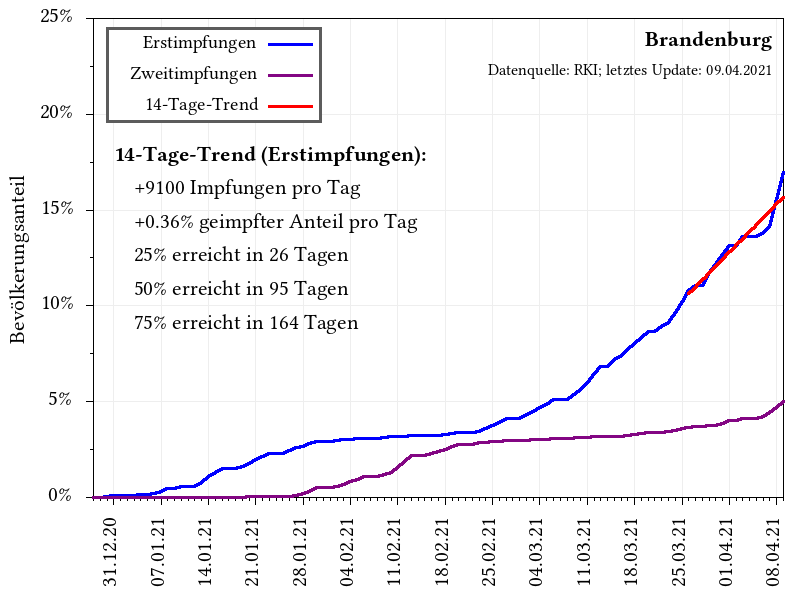 25%
20%
15%
10%
5%
0%
Bevölkerungsanteil
Erstimpfungen
Zweitimpfungen
14-Tage-Trend
Brandenburg
Datenquelle: RKI; letztes Update: 09.04.2021
14-Tage-Trend (Erstimpfungen):
+9100 Impfungen pro Tag
+0.36% geimpfter Anteil pro Tag
25% erreicht in 26 Tagen
50% erreicht in 95 Tagen
75% erreicht in 164 Tagen
31.12.20
07.01.21
14.01.21
21.01.21
28.01.21
04.02.21
11.02.21
18.02.21
25.02.21
04.03.21
11.03.21
18.03.21
25.03.21
01.04.21
08.04.21